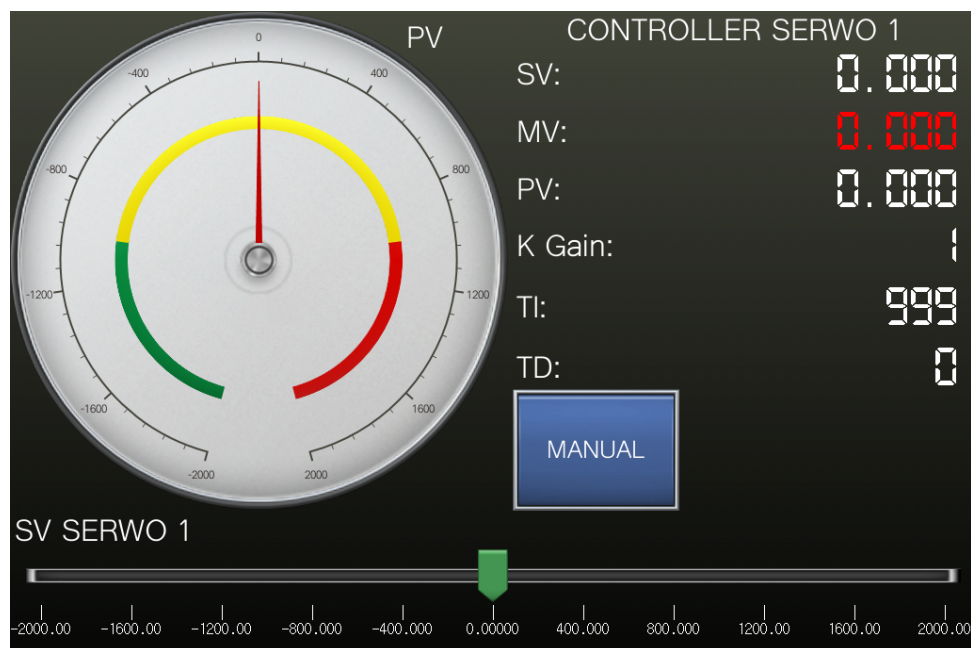 PV
CONTROLLER SERWO 1
0
-400
400
-800
800
-1200
1200
-1600
1600
-2000
2000
SV: 0.000
MV: 0.000
PV: 0.000
K Gain: 1
TI: 999
TD: 0
MANUAL
SV SERWO 1
-2000.00 -1600.00 -1200.00 -800.000 -400.000 0.00000 400.000 800.000 1200.00 1600.00 2000.00